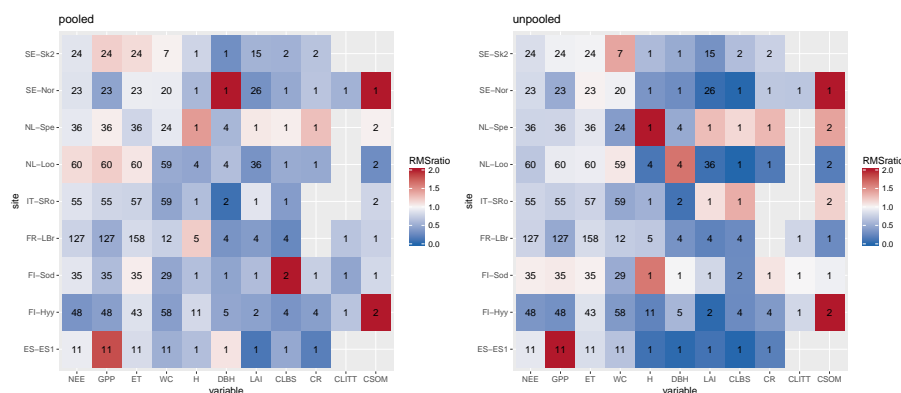 pooled
SE−Sk2 24 24 24 7 1 1 15 2 2
SE−Nor 23 23 23 20 1 1 26 1 1 1 1
NL−Spe 36 36 36 24 1 4 1 1 1 2
NL−Loo 60 60 60 59 4 4 36 1 1 2
IT−SRo 55 55 57 59 1 2 1 1 2
FR−LBr 127 127 158 12 5 4 4 4 1 1
FI−Sod 35 35 35 29 1 1 1 2 1 1 1
FI−Hyy 48 48 43 58 11 5 2 4 4 1 2
ES−ES1 11 11 11 11 1 1 1 1 1
NEE GPP ET WC H DBH LAI CLBS CR CLITT CSOM
variable
site
RMSratio
2.0
1.5
1.0
0.5
0.0
unpooled
SE−Sk2 24 24 24 7 1 1 15 2 2
SE−Nor 23 23 23 20 1 1 26 1 1 1 1
NL−Spe 36 36 36 24 1 4 1 1 1 2
NL−Loo 60 60 60 59 4 4 36 1 1 2
IT−SRo 55 55 57 59 1 2 1 1 2
FR−LBr 127 127 158 12 5 4 4 4 1 1
FI−Sod 35 35 35 29 1 1 1 2 1 1 1
FI−Hyy 48 48 43 58 11 5 2 4 4 1 2
ES−ES1 11 11 11 11 1 1 1 1 1
NEE GPP ET WC H DBH LAI CLBS CR CLITT CSOM
variable
site
RMSratio
2.0
1.5
1.0
0.5
0.0